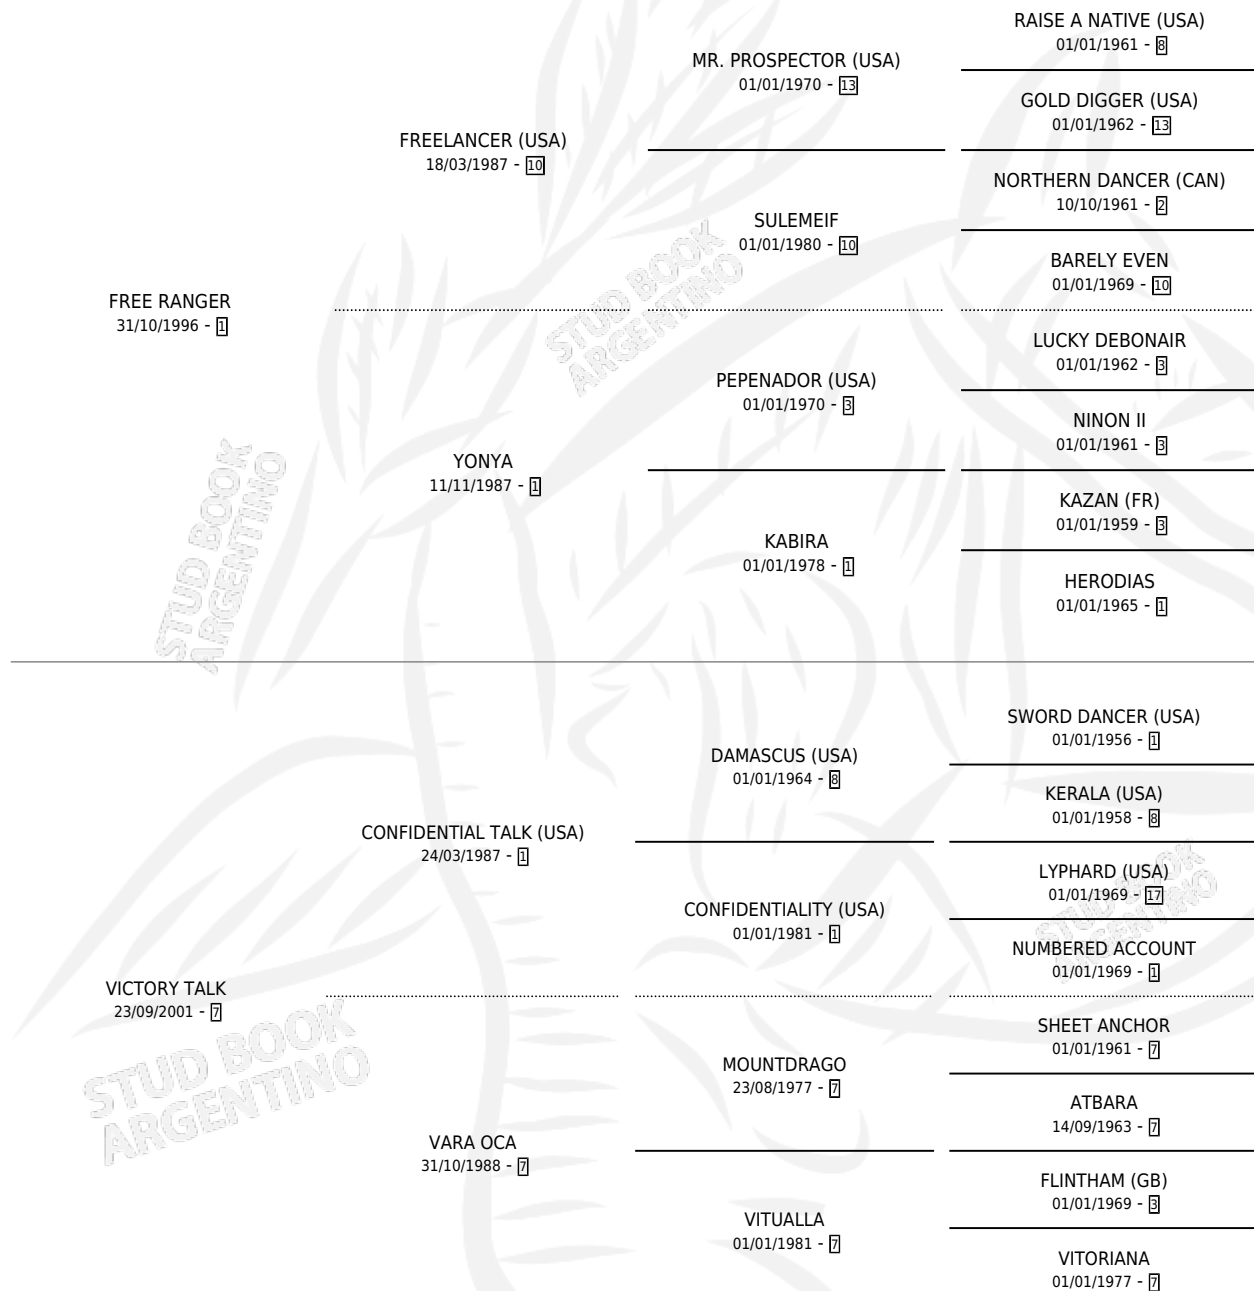 RAISE A NATIVE (USA)
01/01/1961 - 8
MR. PROSPECTOR (USA)
01/01/1970 - 13
GOLD DIGGER (USA)
01/01/1962 - 13
FREELANCER (USA)
18/03/1987 - 10
NORTHERN DANCER (CAN)
10/10/1961 - 2
SULEMEIF
01/01/1980 - 10
BARELY EVEN
01/01/1969 - 10
FREE RANGER
31/10/1996 - 1
LUCKY DEBONAIR
01/01/1962 - 3
PEPENADOR (USA)
01/01/1970 - 3
NINON II
01/01/1961 - 3
YONYA
11/11/1987 - 1
KAZAN (FR)
01/01/1959 - 3
KABIRA
01/01/1978 - 1
HERODIAS
01/01/1965 - 1
SWORD DANCER (USA)
01/01/1956 - 1
DAMASCUS (USA)
01/01/1964 - 8
KERALA (USA)
01/01/1958 - 8
CONFIDENTIAL TALK (USA)
24/03/1987 - 1
LYPHARD (USA)
01/01/1969 - 17
CONFIDENTIALITY (USA)
01/01/1981 - 1
NUMBERED ACCOUNT
01/01/1969 - 1
VICTORY TALK
23/09/2001 - 7
SHEET ANCHOR
01/01/1961 - 7
MOUNTDRAGO
23/08/1977 - 7
ATBARA
14/09/1963 - 7
VARA OCA
31/10/1988 - 7
FLINTHAM (GB)
01/01/1969 - 3
VITUALLA
01/01/1981 - 7
VITORIANA
01/01/1977 - 7
STUD BOOK
ARGENTINO
STUD BOOK
ARGENTINO
STUD BOOK
ARGENTINO
STUD BOOK
ARGENTINO